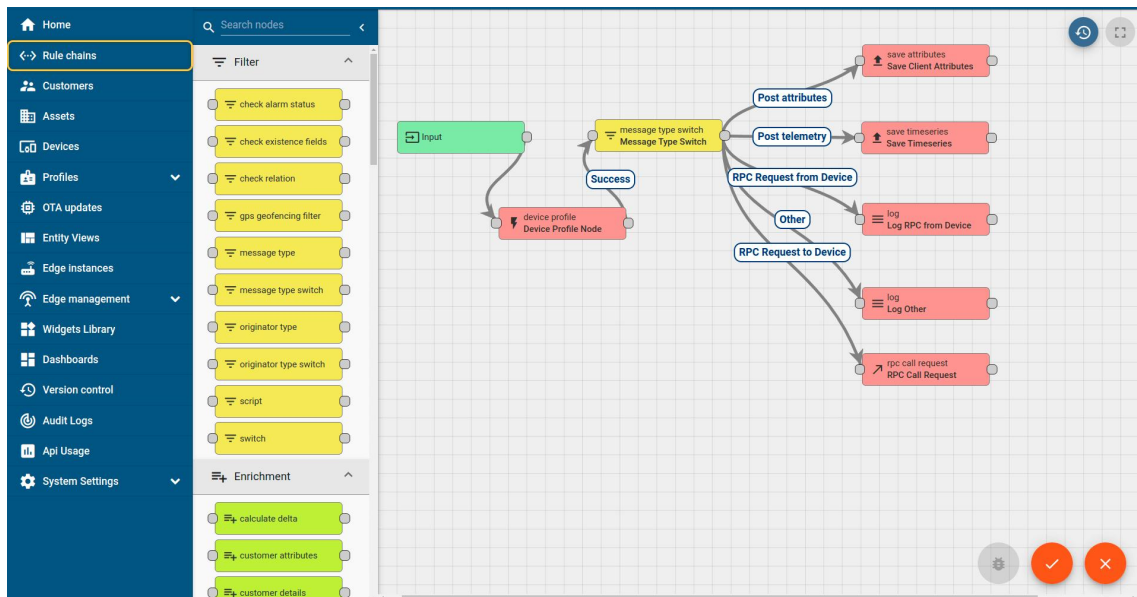 Home
Rule chains
Customers
Assets
Devices
Profiles
OTA updates
Entity Views
Edge instances
Edge management
Widgets Library
Dashboards
Version control
Audit Logs
Api Usage
System Settings
Search nodes
Filter
check alarm status
check existence fields
check relation
gps geofencing filter
message type
message type switch
originator type
originator type switch
script
switch
Enrichment
calculate delta
customer attributes
customer details
Input
device profile
Device Profile Node
Success
message type switch
Message Type Switch
Post attributes
Post telemetry
RPC Request from Device
Other
RPC Request to Device
save attributes
Save Client Attributes
save timeseries
Save Timeseries
log
Log RPC from Device
log
Log Other
rpc call request
RPC Call Request